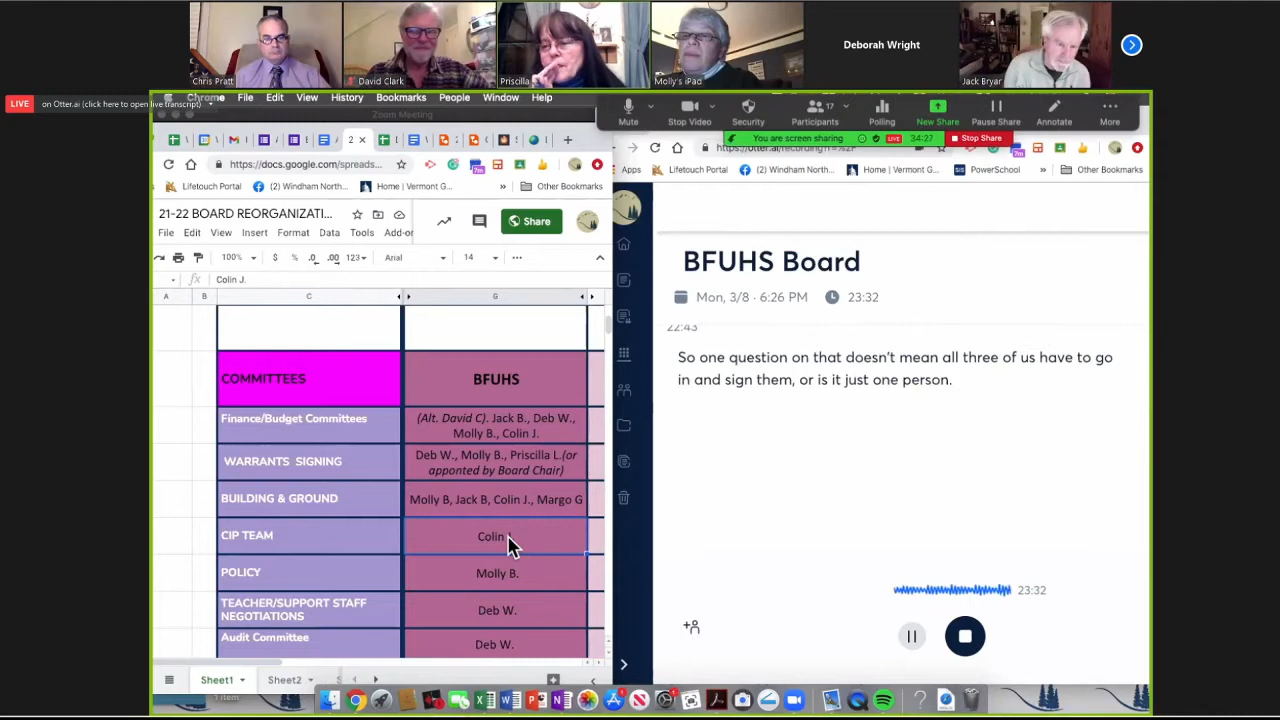 Chris Pratt
David Clark
Priscilla
Molly's iPad
Deborah Wright
Jack Bryar
LIVE on Otter.ai (click here to open live transcript)
Chrome File Edit View History Bookmarks People Window Help
Zoom Meeting
Mute Stop Video Security Participants 17 Polling New Share Pause Share Annotate More
You are screen sharing LIVE 34:27 Stop Share
https://docs.google.com/spreads...
7m
Lifetouch Portal (2) Windham North... Home | Vermont G... Other Bookmarks
Apps Lifetouch Portal (2) Windham North... Home | Vermont G... PowerSchool Other Bookmarks
21-22 BOARD REORGANIZATI...
Share
File Edit View Insert Format Data Tools Add-or
100% $ % .0 .00 123 Arial 14
fx Colin J.
A B C G
COMMITTEES BFUHS
Finance/Budget Committees (Alt. David C). Jack B., Deb W.,
Molly B., Colin J.
WARRANTS SIGNING Deb W., Molly B., Priscilla L.(or
apponted by Board Chair)
BUILDING & GROUND Molly B, Jack B, Colin J., Margo G
CIP TEAM Colin
POLICY Molly B.
TEACHER/SUPPORT STAFF
NEGOTIATIONS Deb W.
Audit Committee Deb W.
Sheet1 Sheet2
1 item
BFUHS Board
Mon, 3/8 · 6:26 PM 23:32
22:43
So one question on that doesn't mean all three of us have to go
in and sign them, or is it just one person.
23:32